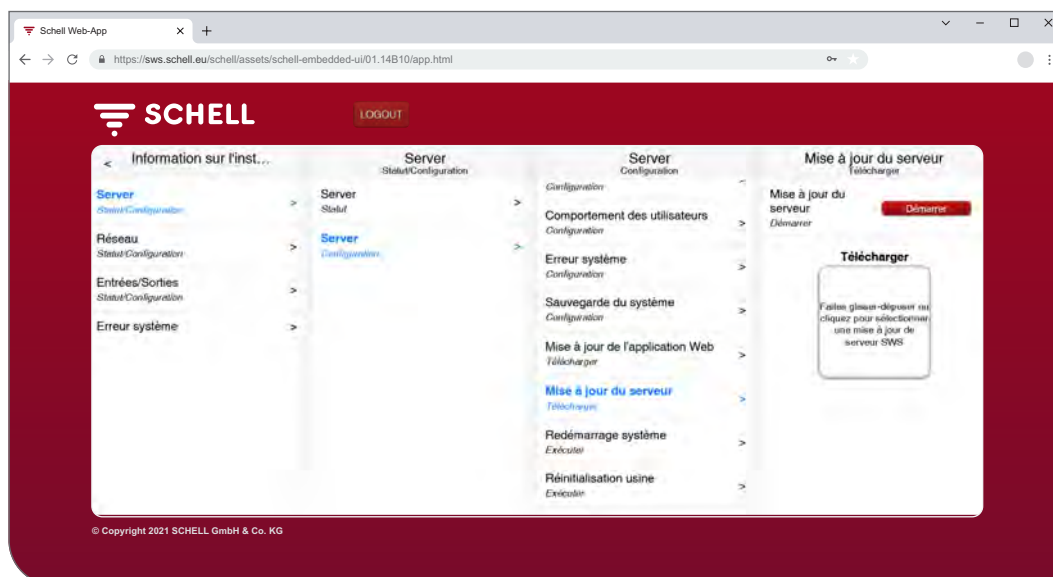 Schell Web-App
https://sws.schell.eu/schell/assets/schell-embedded-ui/01.14B10/app.html
SCHELL
LOGOUT
< Information sur l'inst...
Server
Statut/Configuration
>
Réseau
Statut/Configuration
>
Entrées/Sorties
Statut/Configuration
>
Erreur système
>
Server
Statut/Configuration
Server
Statut
>
Server
Configuration
>
Server
Configuration
Configuration
Comportement des utilisateurs
Configuration
>
Erreur système
Configuration
>
Sauvegarde du système
Configuration
>
Mise à jour de l'application Web
Télécharger
>
Mise à jour du serveur
Télécharger
>
Redémarrage système
Exécuter
>
Réinitialisation usine
Exécuter
>
Mise à jour du serveur
Télécharger
Mise à jour du
serveur
Démarrer
Démarrer
Télécharger
Faites glisser-déposer ou
cliquez pour sélectionner
une mise à jour de
serveur SWS
© Copyright 2021 SCHELL GmbH & Co. KG